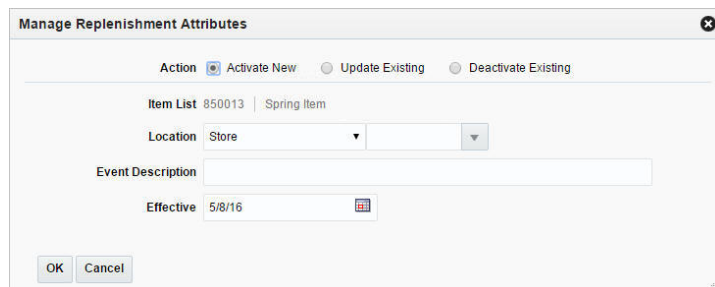 Manage Replenishment Attributes
Action Activate New Update Existing Deactivate Existing
Item List 850013 Spring Item
Location Store
Event Description
Effective 5/8/16
OK Cancel